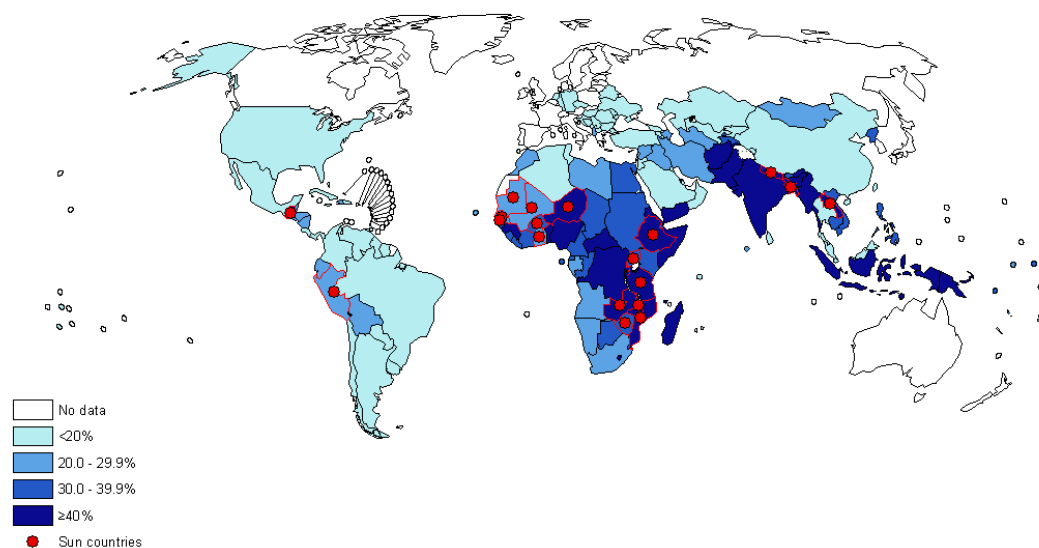 No data
<20%
20.0 - 29.9%
30.0 - 39.9%
≥40%
Sun countries